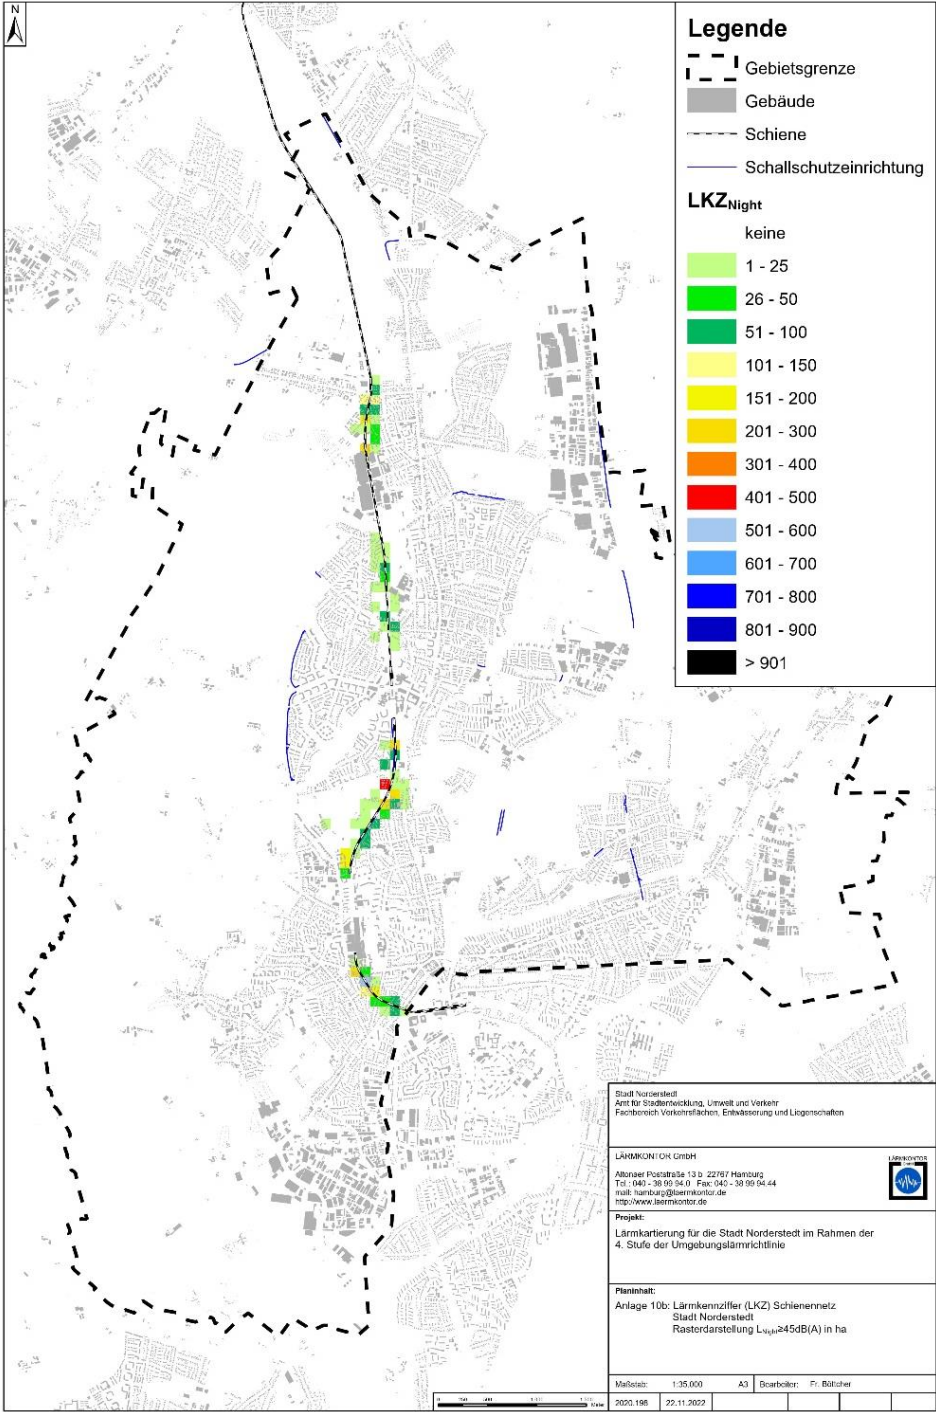 N
Legende
Gebietsgrenze
Gebäude
Schiene
Schallschutzeinrichtung
LKZNight
keine
1 - 25
26 - 50
51 - 100
101 - 150
151 - 200
201 - 300
301 - 400
401 - 500
501 - 600
601 - 700
701 - 800
801 - 900
> 901
Stadt Norderstedt
Amt für Stadtentwicklung, Umwelt und Verkehr
Fachbereich Verkehrsflächen, Entwässerung und Liegenschaften
LÄRMKONTOR GmbH
LÄRMKONTOR
Altonaer Poststraße 13 b 22767 Hamburg
Tel.: 040 - 38 99 94.0 Fax: 040 - 38 99 94.44
mail: hamburg@laermkontor.de
http://www.laermkontor.de
Projekt:
Lärmkartierung für die Stadt Norderstedt im Rahmen der
4. Stufe der Umgebungslärmrichtlinie
Planinhalt:
Anlage 10b: Lärmkennziffer (LKZ) Schienennetz
Stadt Norderstedt
Rasterdarstellung LNight≥45dB(A) in ha
Maßstab: 1:35.000 A3 Bearbeiter: Fr. Böttcher
2020.196 22.11.2022
Meter